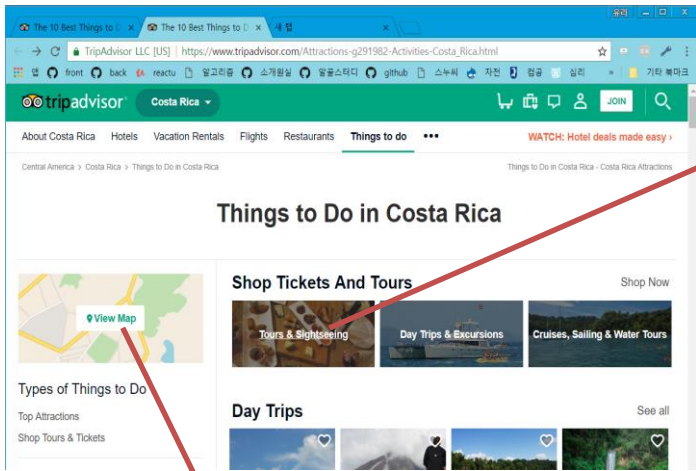 유리
The 10 Best Things to D
The 10 Best Things to D
새 탭
TripAdvisor LLC [US] | https://www.tripadvisor.com/Attractions-g291982-Activities-Costa_Rica.html
앱 front back reactu 알고리즘 소개원실 알골스터디 github 스누씨 사전 컴공 심리 » 기타 북마크
tripadvisor Costa Rica JOIN
About Costa Rica Hotels Vacation Rentals Flights Restaurants Things to do ••• WATCH: Hotel deals made easy ›
Central America > Costa Rica > Things to Do in Costa Rica Things to Do in Costa Rica - Costa Rica Attractions
Things to Do in Costa Rica
Shop Tickets And Tours Shop Now
View Map
Tours & Sightseeing Day Trips & Excursions Cruises, Sailing & Water Tours
Types of Things to Do
Top Attractions
Shop Tours & Tickets
Day Trips See all